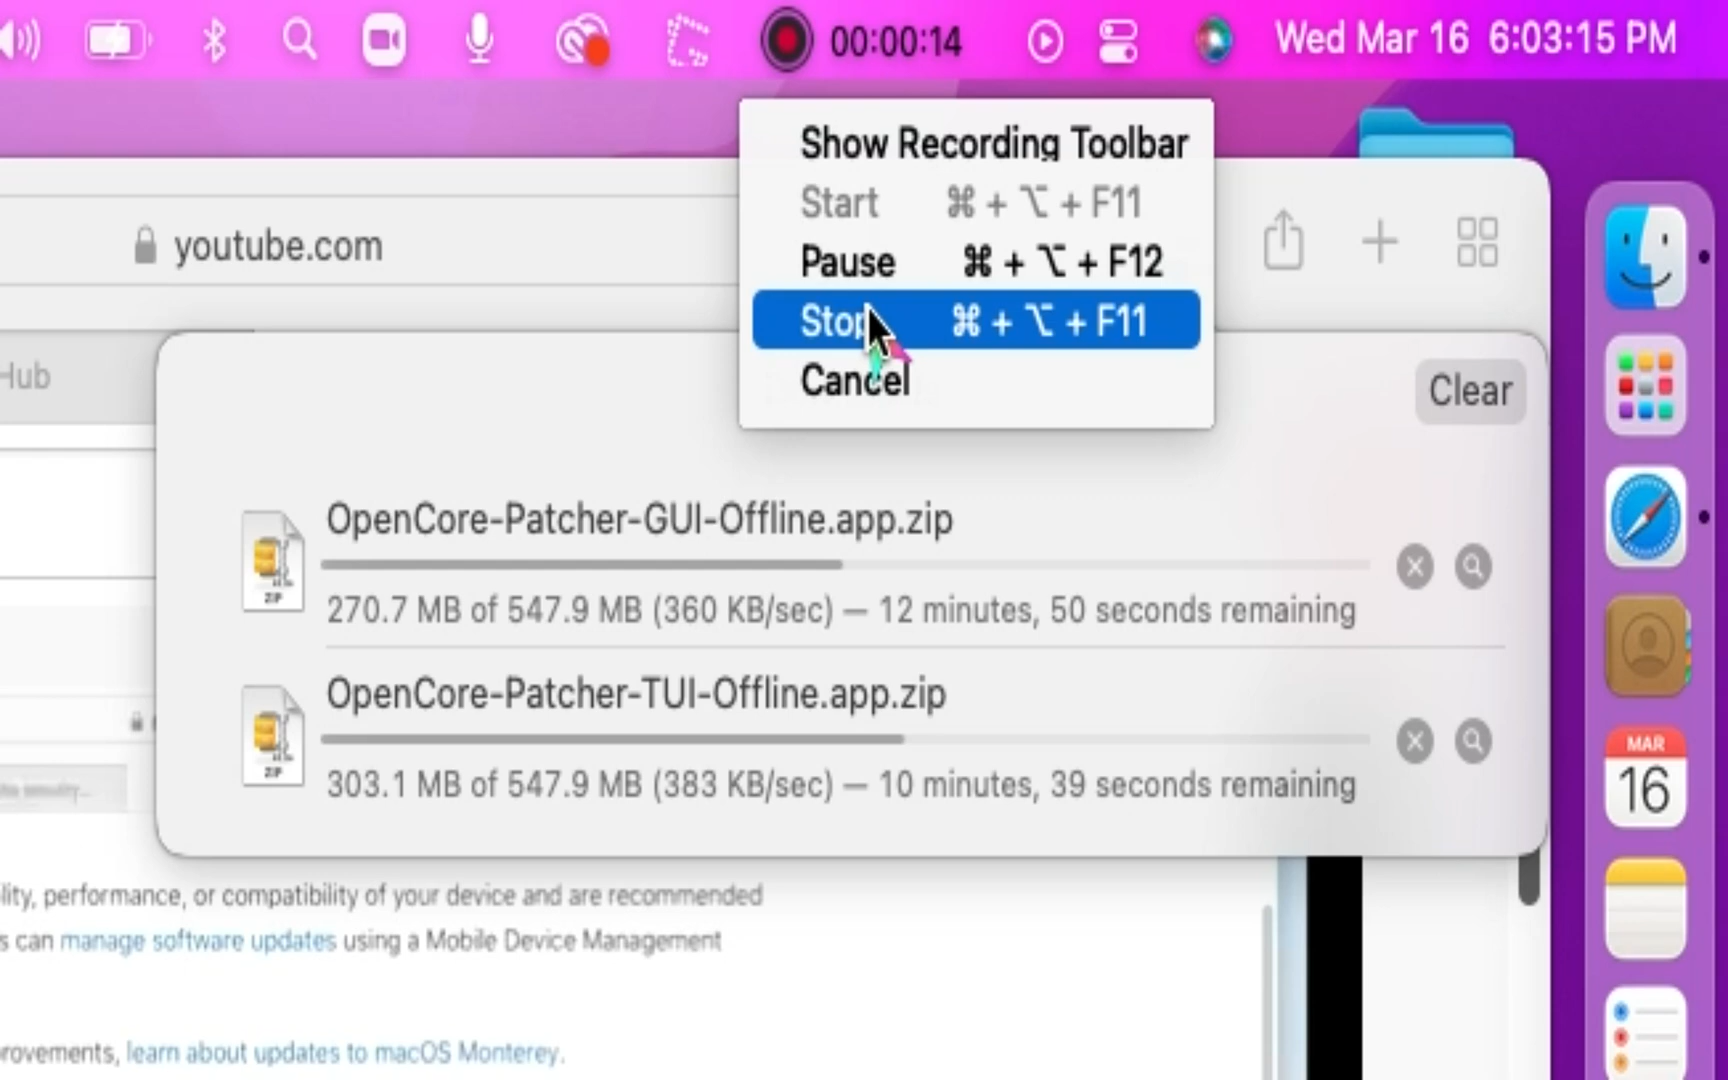 00:00:14
Wed Mar 16 6:03:15 PM
Show Recording Toolbar
Start ⌘ + ⌥ + F11
Pause ⌘ + ⌥ + F12
Stop ⌘ + ⌥ + F11
Cancel
youtube.com
Hub
Clear
OpenCore-Patcher-GUI-Offline.app.zip
ZIP
270.7 MB of 547.9 MB (360 KB/sec) — 12 minutes, 50 seconds remaining
OpenCore-Patcher-TUI-Offline.app.zip
ZIP
303.1 MB of 547.9 MB (383 KB/sec) — 10 minutes, 39 seconds remaining
MAR
16
lity, performance, or compatibility of your device and are recommended
s can manage software updates using a Mobile Device Management
rovements, learn about updates to macOS Monterey.